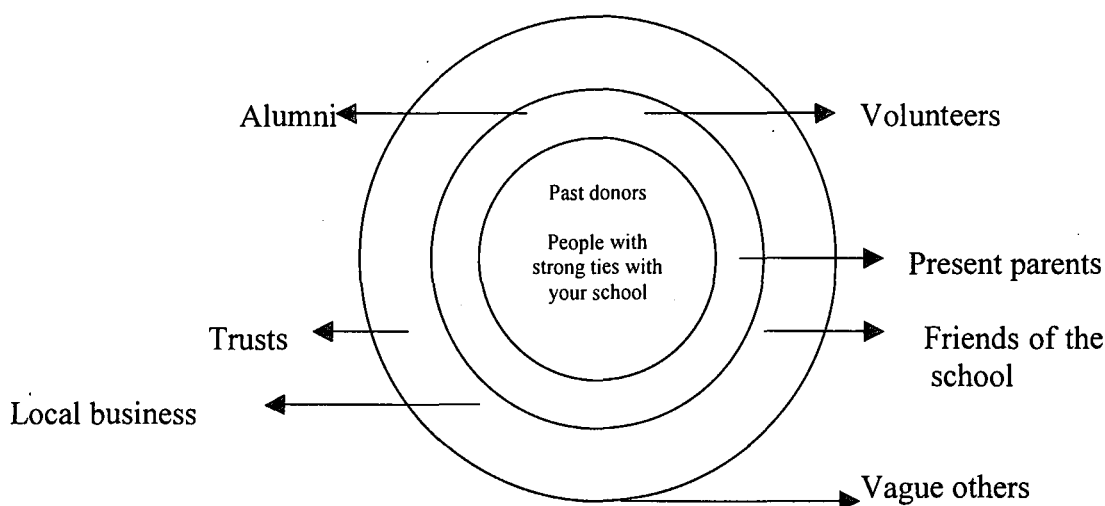 Alumni
Volunteers
Past donors
People with
strong ties with
your school
Present parents
Trusts
Friends of the
school
Local business
Vague others